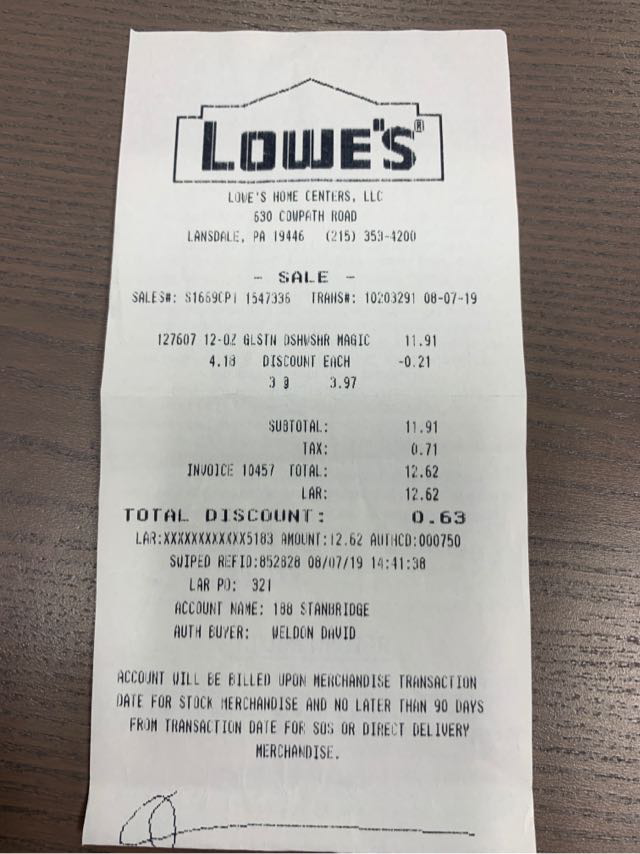 LOWE'S®
LOWE'S HOME CENTERS, LLC
630 COWPATH ROAD
LANSDALE, PA 19446 (215) 353-4200
- SALE -
SALES#: S1669CP1 1547336 TRANS#: 10203291 08-07-19
127607 12-OZ GLSTN DSHWSHR MAGIC 11.91
4.18 DISCOUNT EACH -0.21
3 @ 3.97
SUBTOTAL: 11.91
TAX: 0.71
INVOICE 10457 TOTAL: 12.62
LAR: 12.62
TOTAL DISCOUNT: 0.63
LAR:XXXXXXXXXXXX5183 AMOUNT:12.62 AUTHCD:000750
SWIPED REFID:852828 08/07/19 14:41:38
LAR PO: 321
ACCOUNT NAME: 188 STANBRIDGE
AUTH BUYER: WELDON DAVID
ACCOUNT WILL BE BILLED UPON MERCHANDISE TRANSACTION
DATE FOR STOCK MERCHANDISE AND NO LATER THAN 90 DAYS
FROM TRANSACTION DATE FOR SOS OR DIRECT DELIVERY
MERCHANDISE.